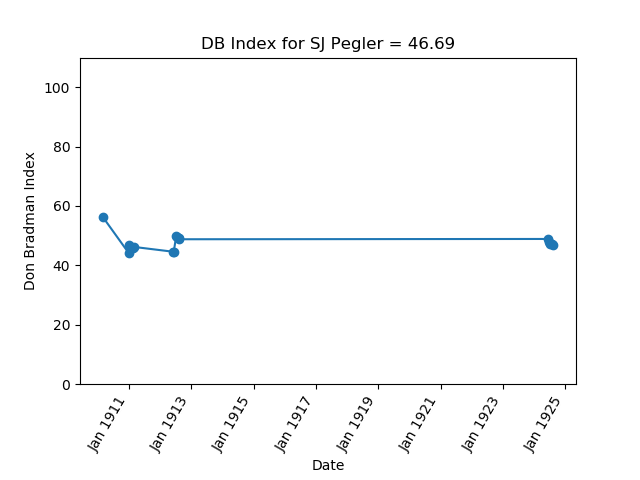 DB Index for SJ Pegler = 46.69
Don Bradman Index
100
80
60
40
20
0
Jan 1911
Jan 1913
Jan 1915
Jan 1917
Jan 1919
Jan 1921
Jan 1923
Jan 1925
Date